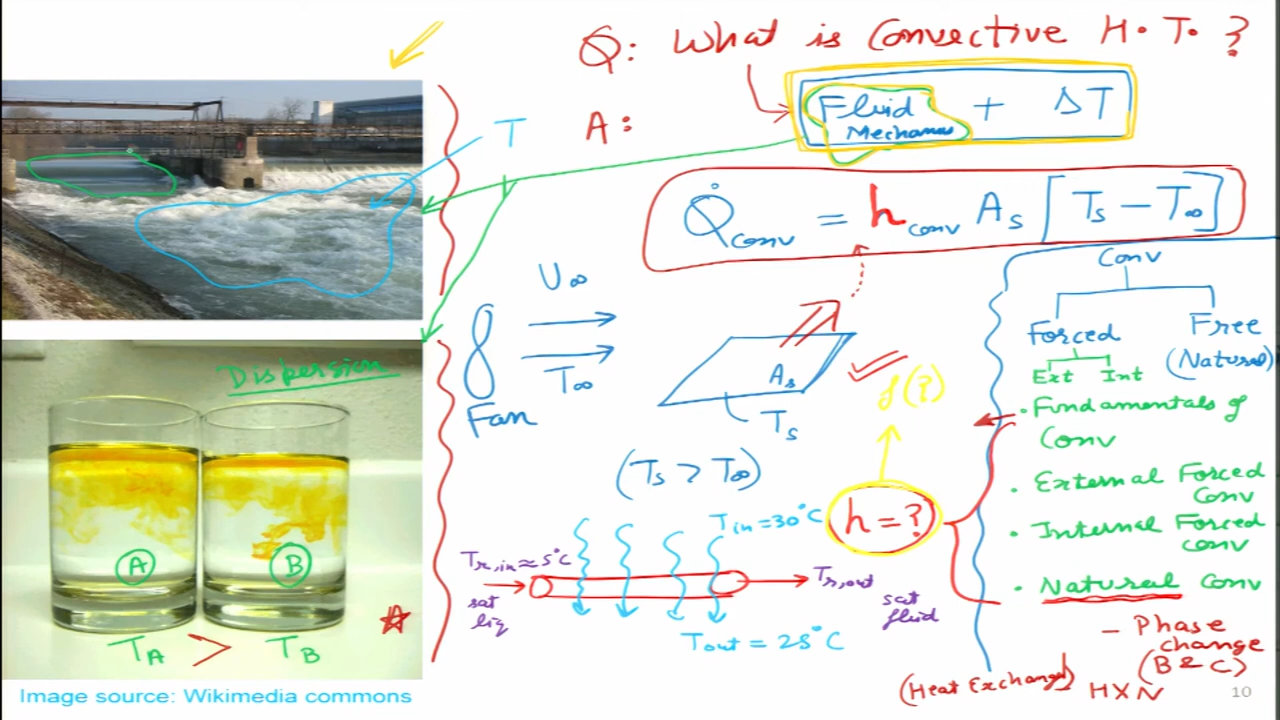 Q: What is Convective H.T. ?
A: Fluid Mechanics + ΔT
T
Q̇conv = hconv As [Ts - T∞]
U∞
T∞
Fan
As
Ts
(Ts > T∞)
f(?)
h = ?
Tin = 30°C
Tr,in ≈ 5°C
sat liq
Tr,out
sat fluid
Tout = 25°C
Conv
Forced
Free
(Natural)
Ext Int
• Fundamentals of
Conv
• External Forced
Conv
• Internal Forced
Conv
• Natural Conv
- Phase
change
(B & C)
(Heat Exchanger)
HXN
Dispersion
A
B
TA > TB
Image source: Wikimedia commons
10